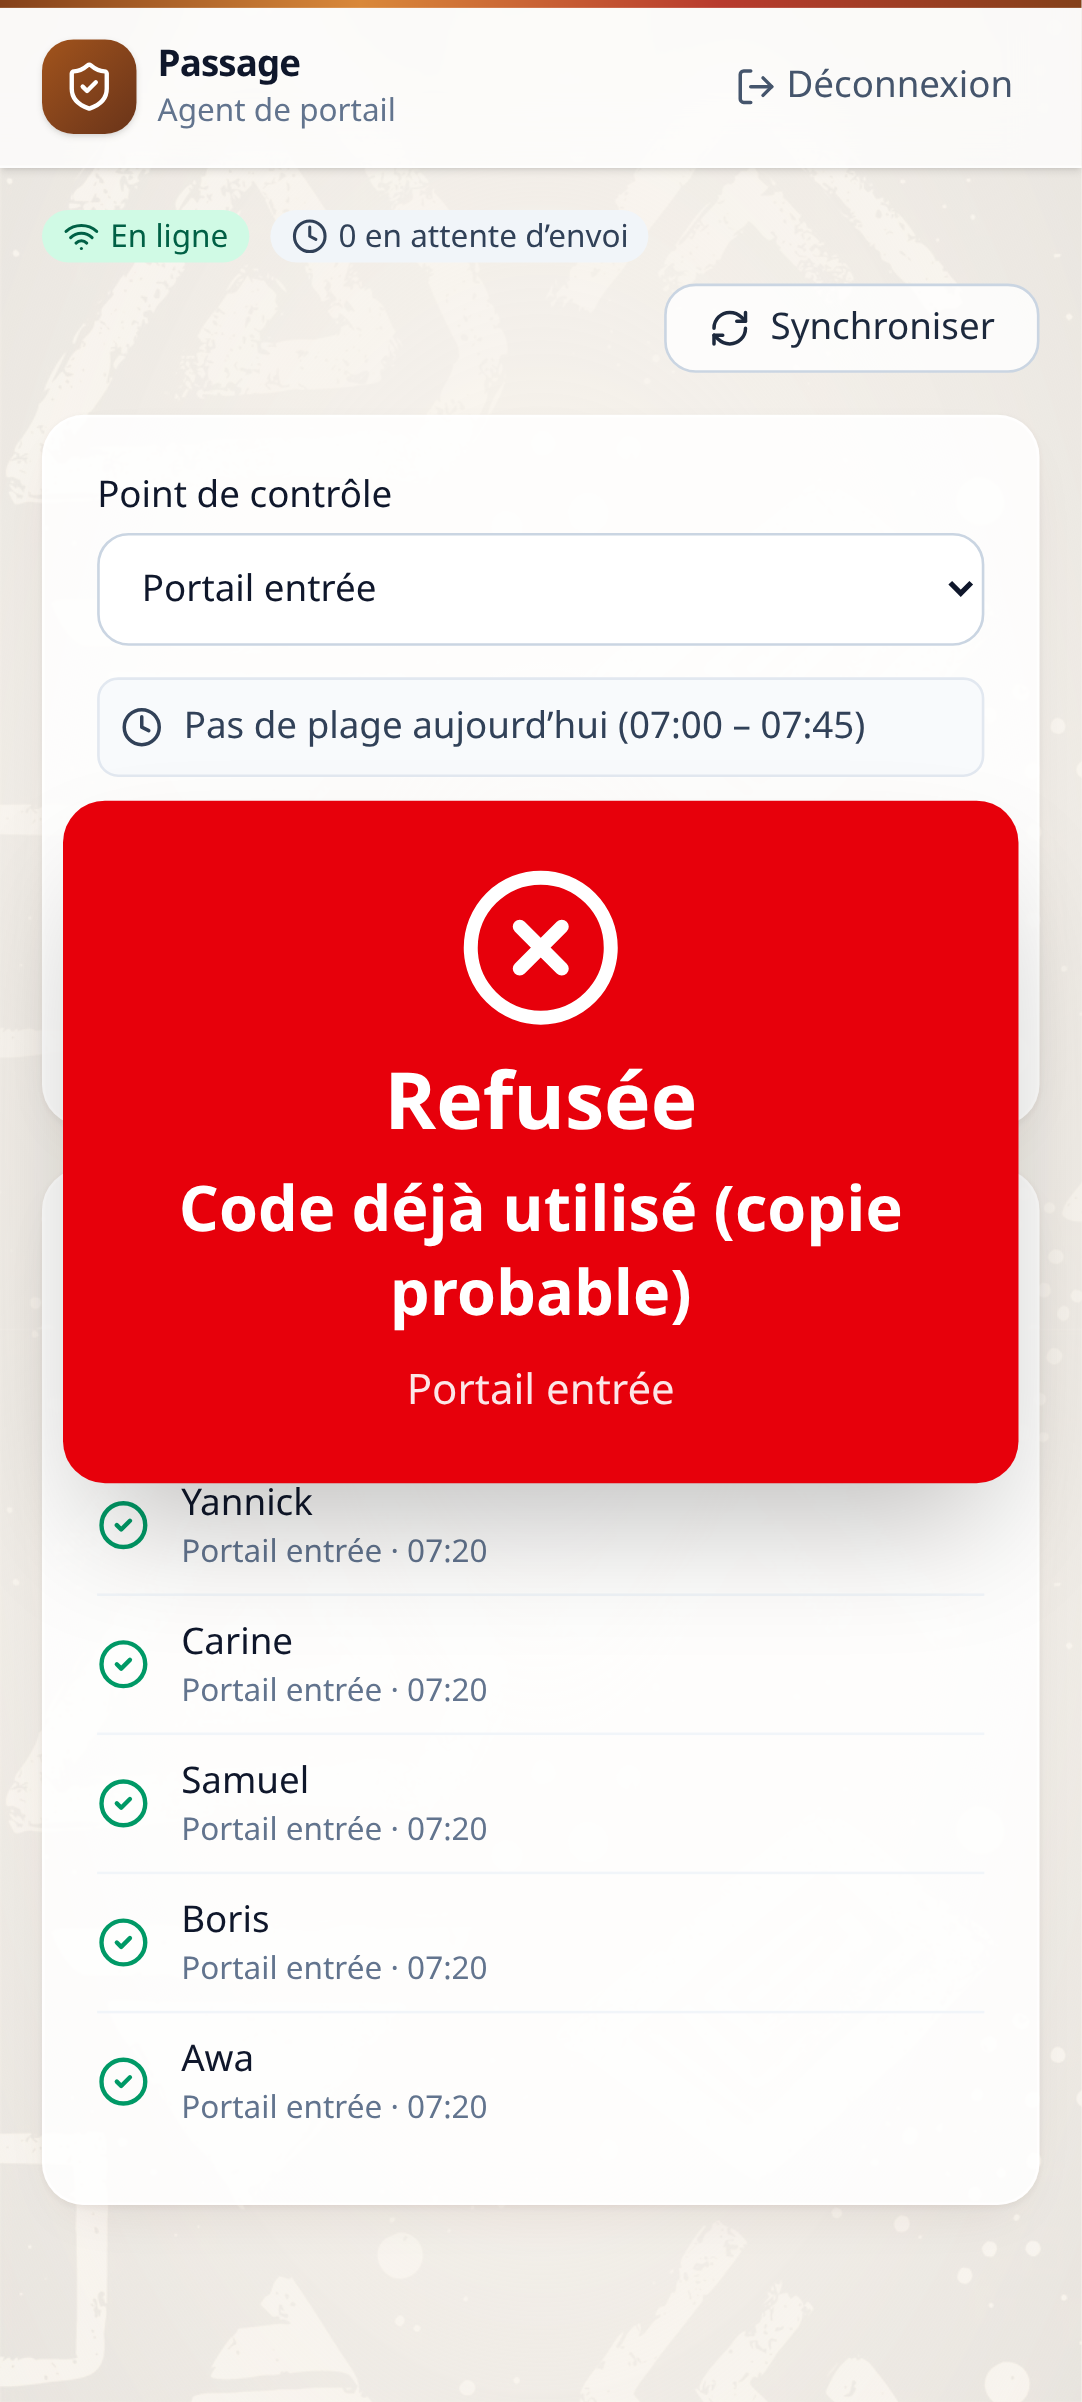 Passage
Agent de portail
Déconnexion
En ligne
0 en attente d’envoi
Synchroniser
Point de contrôle
Portail entrée
Pas de plage aujourd’hui (07:00 – 07:45)
Refusée
Code déjà utilisé (copie
probable)
Portail entrée
Yannick
Portail entrée · 07:20
Carine
Portail entrée · 07:20
Samuel
Portail entrée · 07:20
Boris
Portail entrée · 07:20
Awa
Portail entrée · 07:20